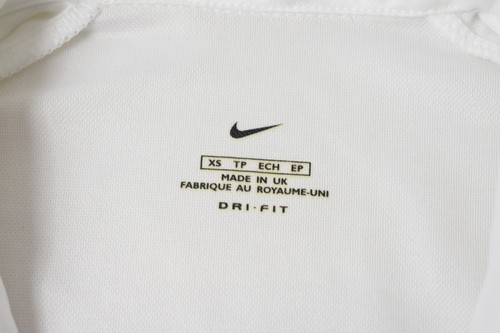 XS TP ECH EP
MADE IN UK
FABRIQUE AU ROYAUME-UNI
DRI-FIT